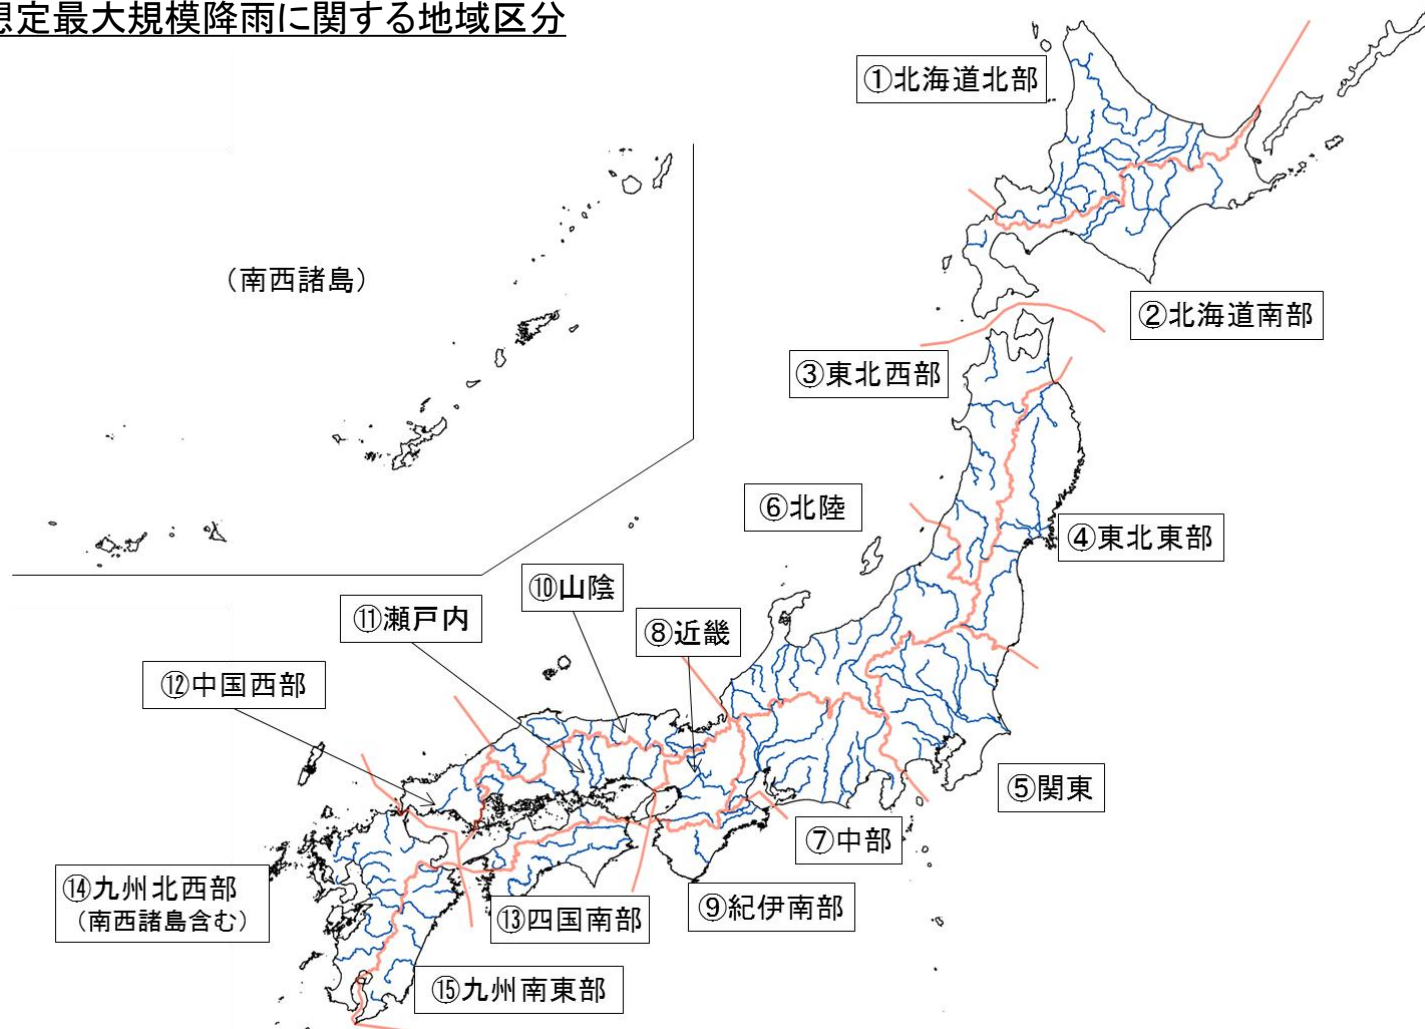 想定最大規模降雨に関する地域区分
①北海道北部
(南西諸島)
②北海道南部
③東北西部
⑥北陸
④東北東部
⑩山陰
⑪瀬戸内
⑧近畿
⑫中国西部
⑤関東
⑦中部
⑭九州北西部
(南西諸島含む)
⑬四国南部
⑨紀伊南部
⑮九州南東部